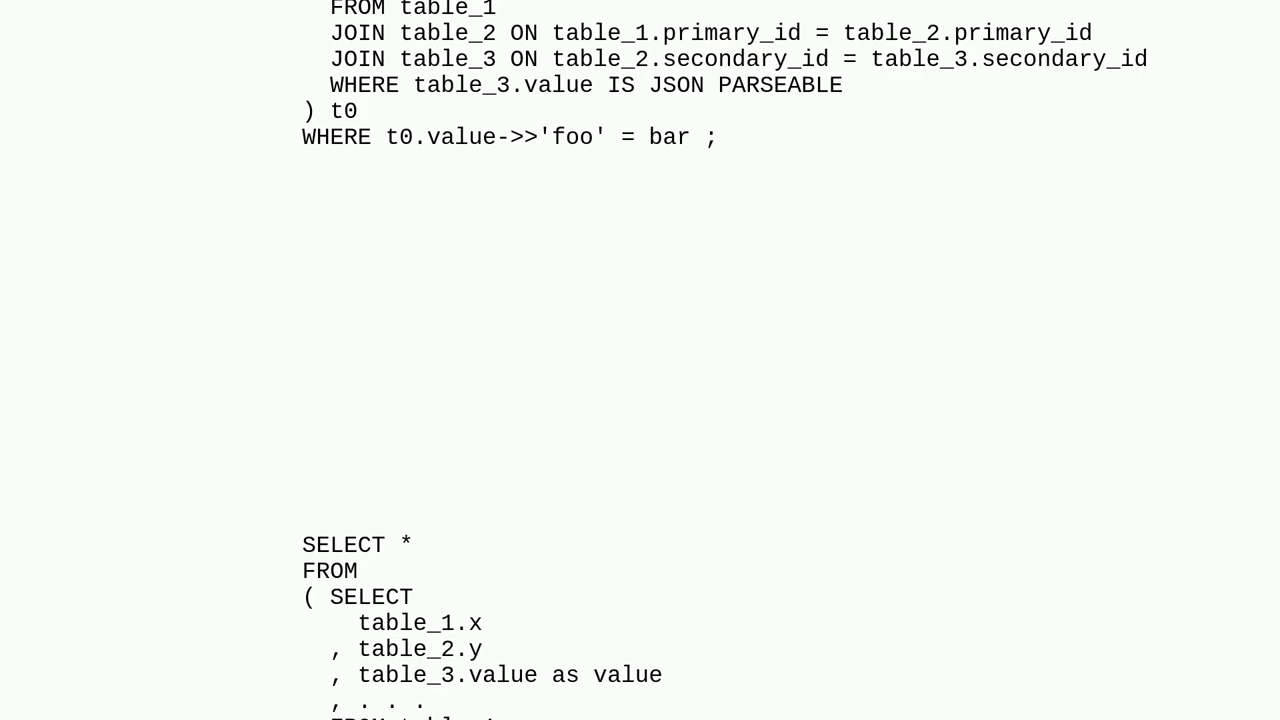 FROM table_1
JOIN table_2 ON table_1.primary_id = table_2.primary_id
JOIN table_3 ON table_2.secondary_id = table_3.secondary_id
WHERE table_3.value IS JSON PARSEABLE
) t0
WHERE t0.value->>'foo' = bar ;
SELECT *
FROM
( SELECT
table_1.x
, table_2.y
, table_3.value as value
, . . .